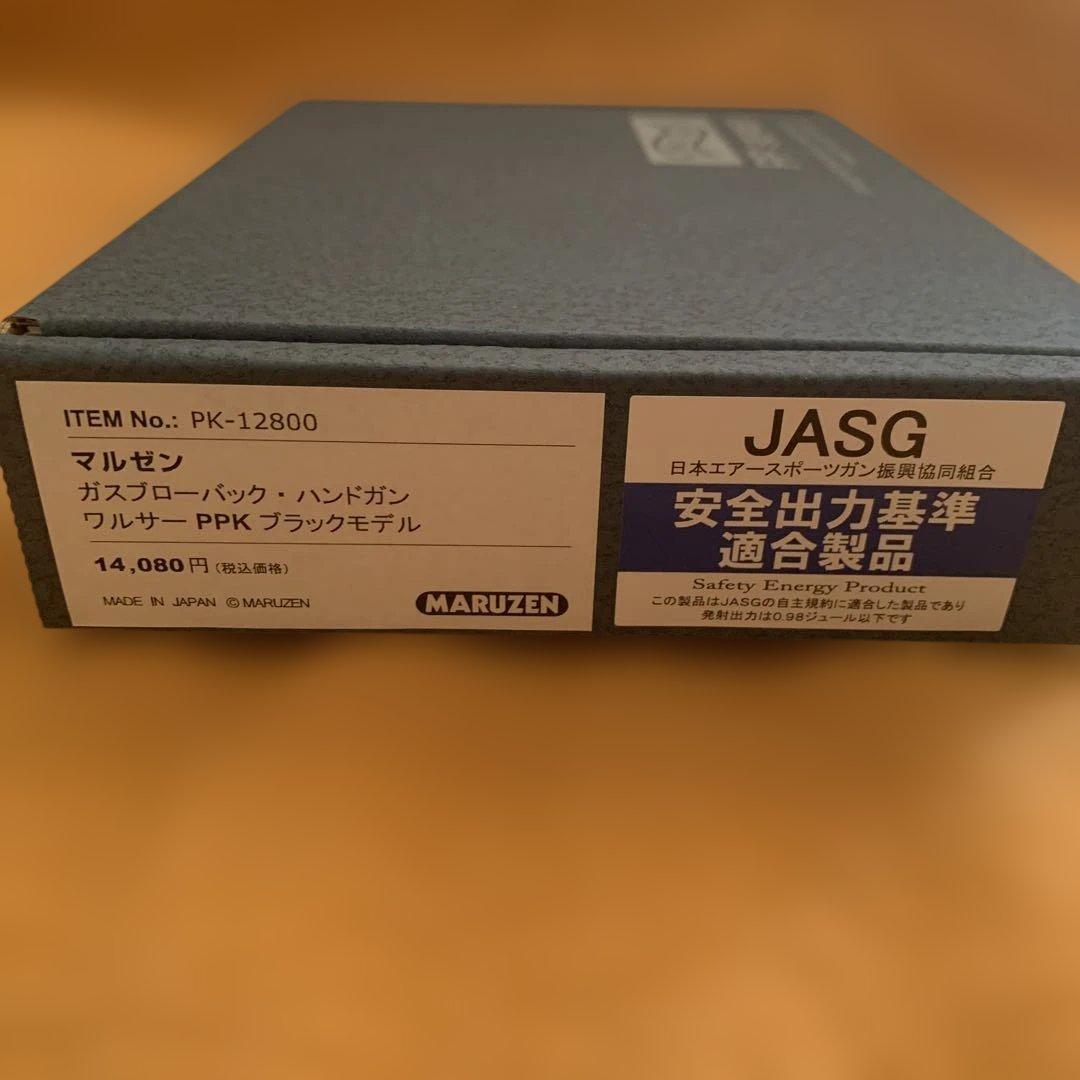 ITEM No.: PK-12800
マルゼン
ガスブローバック・ハンドガン
ワルサー PPK ブラックモデル
14,080円(税込価格)
MADE IN JAPAN ©MARUZEN
MARUZEN
JASG
日本エアースポーツガン振興協同組合
安全出力基準
適合製品
Safety Energy Product
この製品はJASGの自主規約に適合した製品であり
発射出力は0.98ジュール以下です